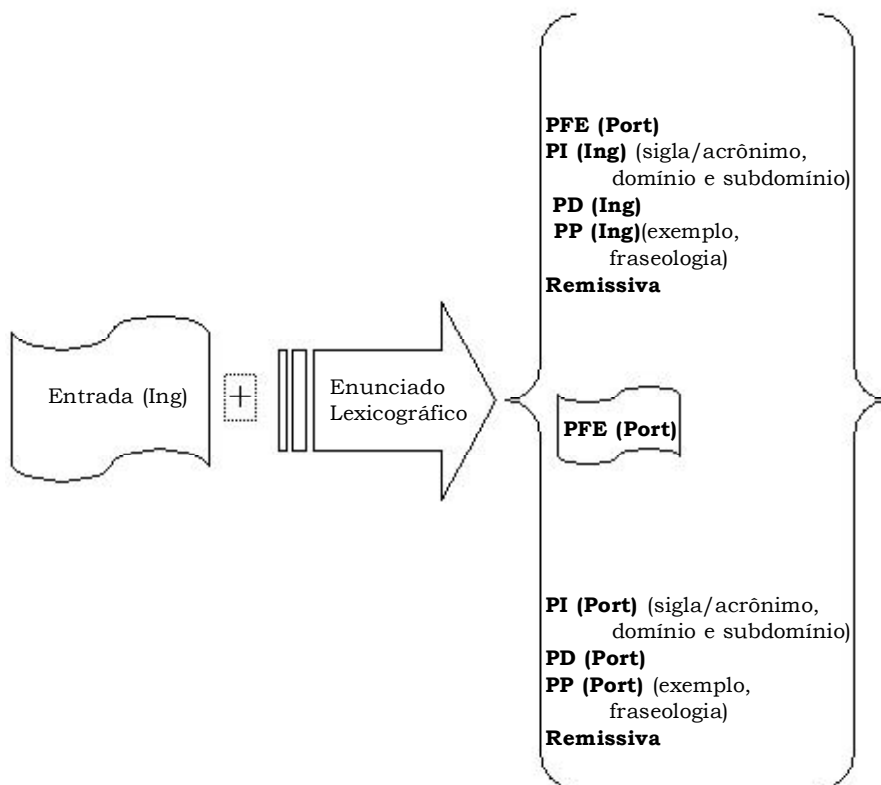 Entrada (Ing)
+
Enunciado
Lexicográfico
PFE (Port)
PI (Ing) (sigla/acrônimo,
domínio e subdomínio)
PD (Ing)
PP (Ing)(exemplo,
fraseologia)
Remissiva
PFE (Port)
PI (Port) (sigla/acrônimo,
domínio e subdomínio)
PD (Port)
PP (Port) (exemplo,
fraseologia)
Remissiva